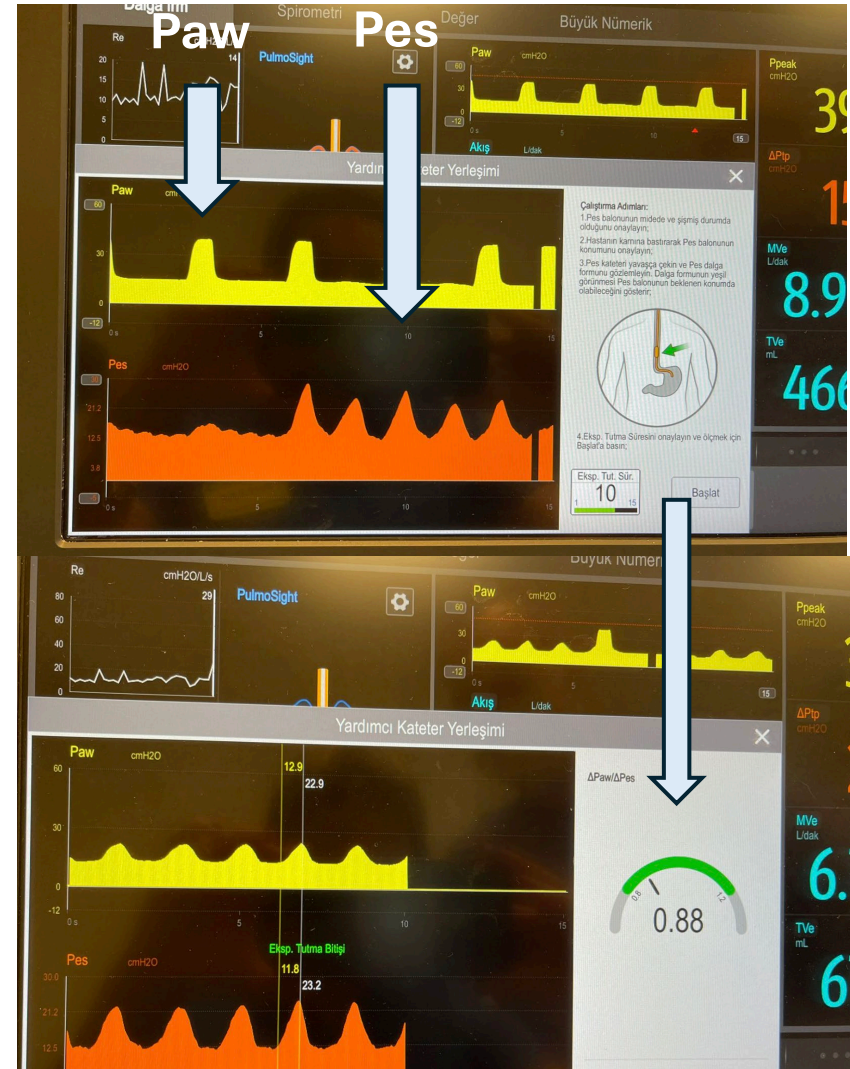 Dalga frm
Spirometri
Değer
Büyük Nümerik
Paw
Pes
Re
14
20
15
10
5
0
PulmoSight
Paw
cmH2O
60
30
0
-12
0 s
5
10
15
Akış
L/dak
Ppeak
cmH2O
39
ΔPtp
cmH2O
15
MVe
L/dak
8.9
TVe
mL
466
Paw
60
30
0
-12
0 s
5
10
15
Pes
cmH2O
30
21.2
12.5
3.8
0 s
5
10
15
Çalıştırma Adımları:
1.Pes balonunun midede ve şişmiş durumda
olduğunu onaylayın;
2.Hastanın karnına bastırarak Pes balonunun
konumunu onaylayın;
3.Pes kateteri yavaşça çekin ve Pes dalga
formunu gözlemleyin. Dalga formunun yeşil
görünmesi Pes balonunun beklenen konumda
olabileceğini gösterir;
4.Eksp. Tutma Süresini onaylayın ve ölçmek için
Başlat'a basın;
Eksp. Tut. Sür.
10
1
15
Başlat
Büyük Nümerik
Re
cmH2O/L/s
29
80
60
40
20
0
PulmoSight
Paw
cmH2O
60
30
0
-12
0 s
5
15
Akış
L/dak
Ppeak
cmH2O
ΔPtp
cmH2O
MVe
L/dak
6.
TVe
mL
6
Yardımcı Kateter Yerleşimi
Paw
cmH2O
60
30
0
-12
12.9
22.9
0 s
5
10
15
Eksp. Tutma Bitişi
Pes
cmH2O
30.0
21.2
12.5
11.8
23.2
ΔPaw/ΔPes
0.8
1.2
0.88